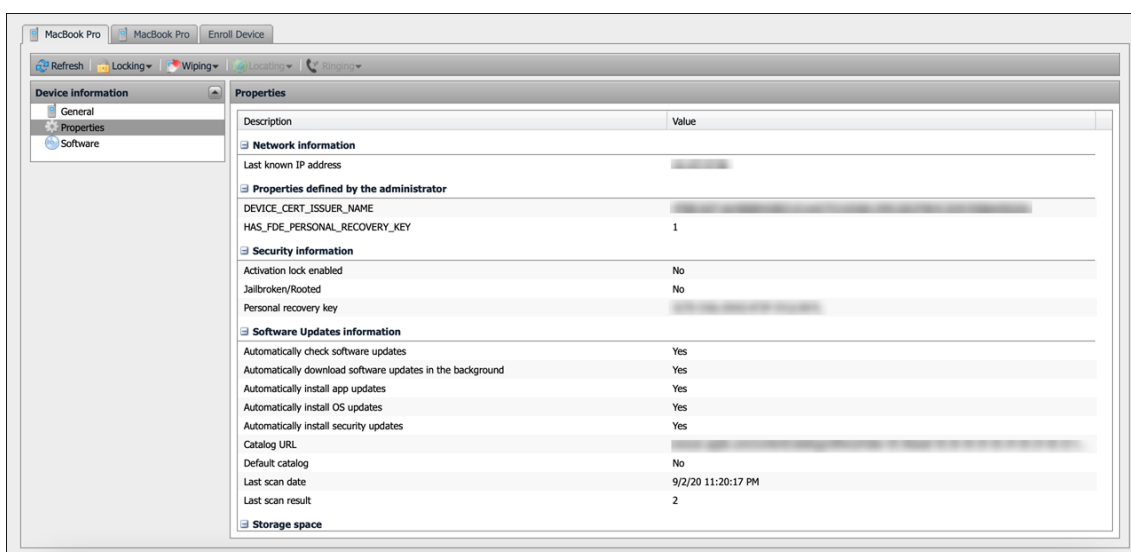 MacBook Pro MacBook Pro Enroll Device
Refresh Locking Wiping Locating Ringing
Device information
General
Properties
Software
Properties
Description Value
Network information
Last known IP address
Properties defined by the administrator
DEVICE_CERT_ISSUER_NAME
HAS_FDE_PERSONAL_RECOVERY_KEY 1
Security information
Activation lock enabled No
Jailbroken/Rooted No
Personal recovery key
Software Updates information
Automatically check software updates Yes
Automatically download software updates in the background Yes
Automatically install app updates Yes
Automatically install OS updates Yes
Automatically install security updates Yes
Catalog URL
Default catalog No
Last scan date 9/2/20 11:20:17 PM
Last scan result 2
Storage space